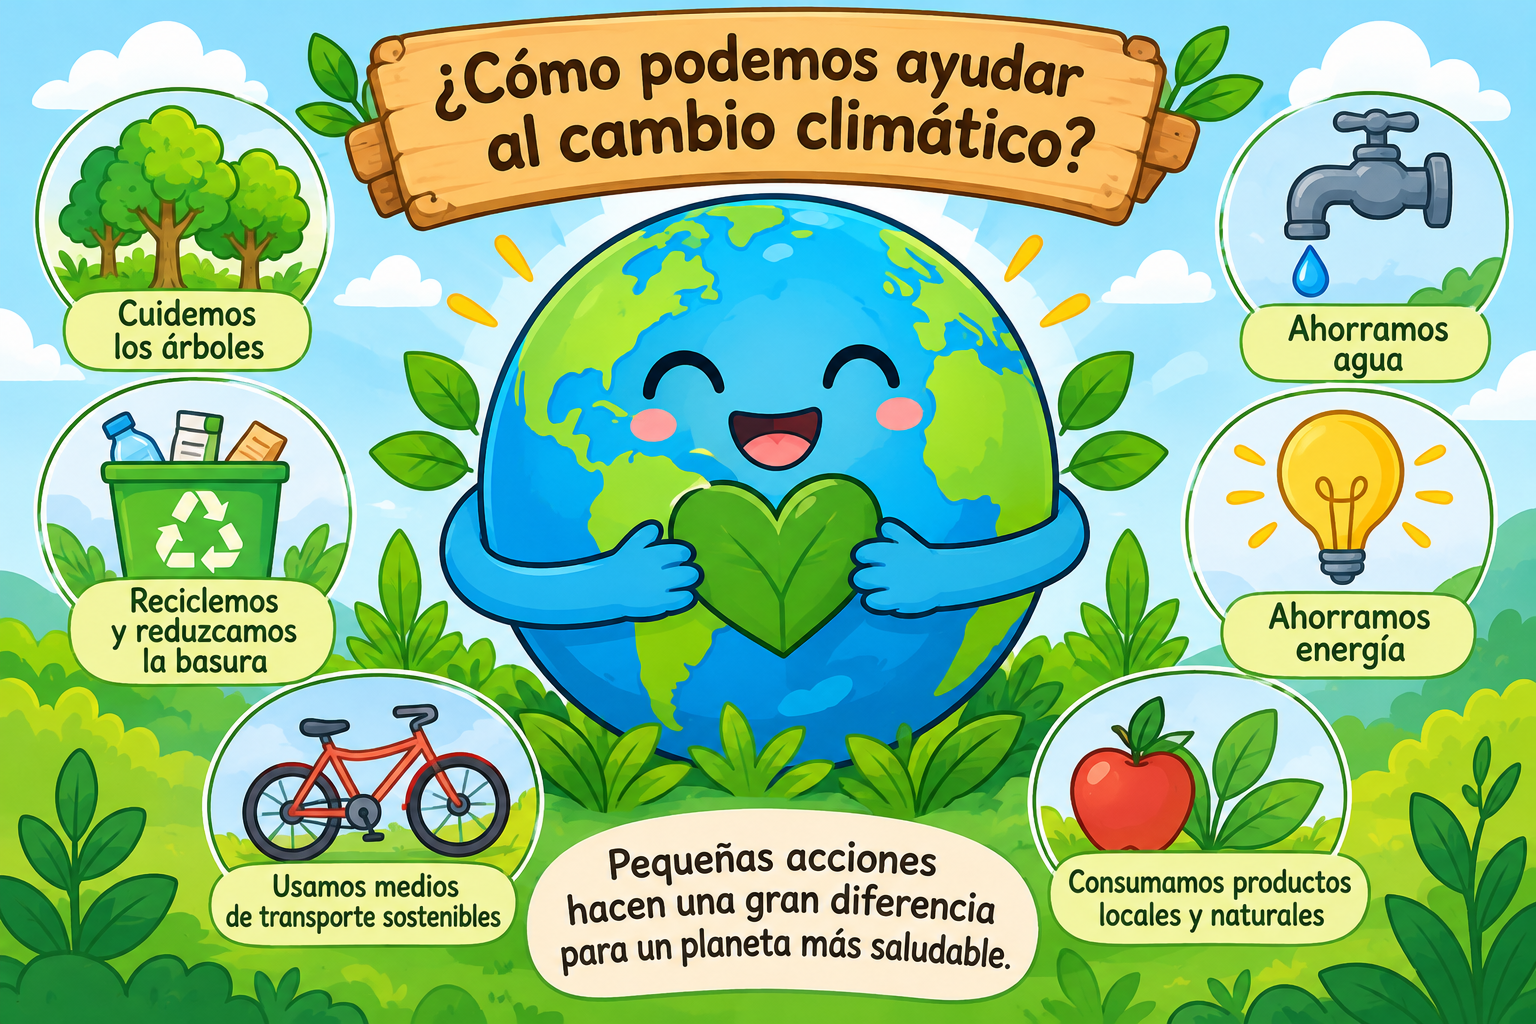 ¿Cómo podemos ayudar
al cambio climático?
Cuidemos
los árboles
Ahorramos
agua
Reciclemos
y reduzcamos
la basura
Ahorramos
energía
Usamos medios
de transporte sostenibles
Consumamos productos
locales y naturales
Pequeñas acciones
hacen una gran diferencia
para un planeta más saludable.